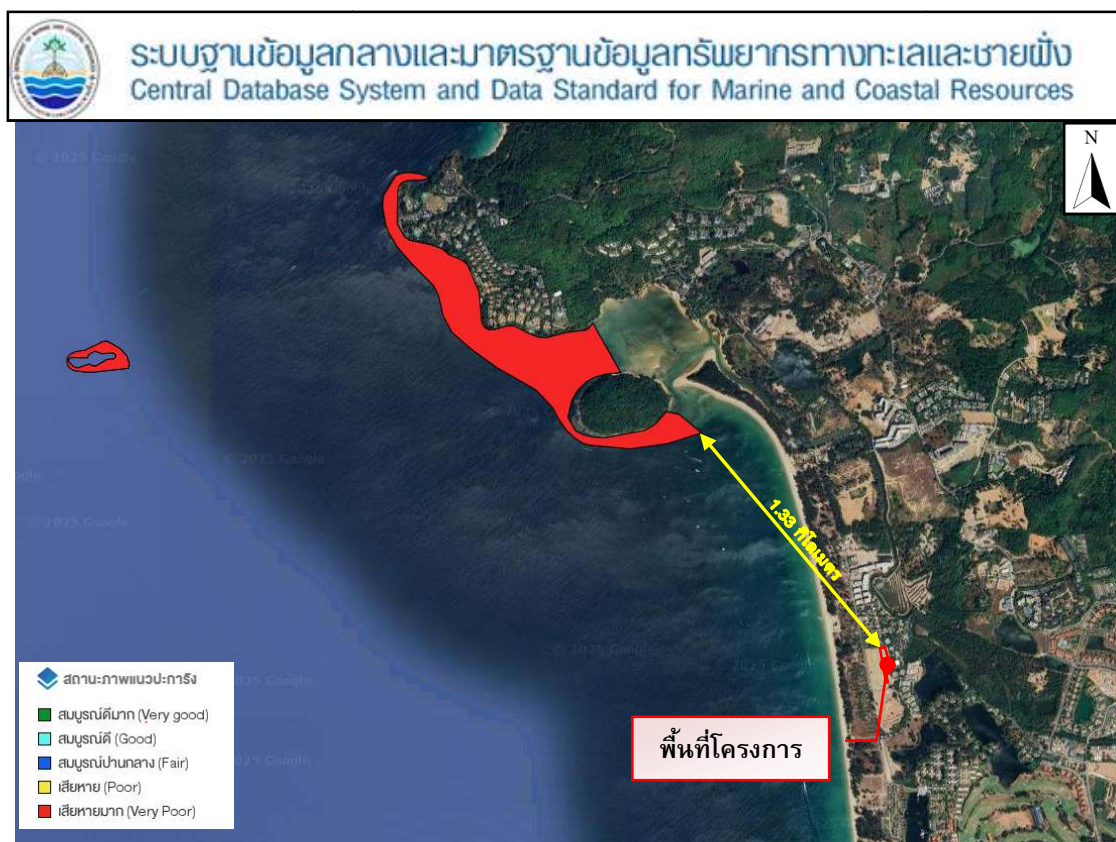 ระบบฐานข้อมูลกลางและมาตรฐานข้อมูลทรัพยากรทางทะเลและชายฝั่ง
Central Database System and Data Standard for Marine and Coastal Resources
N
© 2025 Google
© 2025 Google
© 2025 Google
1.33 กิโลเมตร
พื้นที่โครงการ
สถานะภาพแนวปะการัง
สมบูรณ์ดีมาก (Very good)
สมบูรณ์ดี (Good)
สมบูรณ์ปานกลาง (Fair)
เสียหาย (Poor)
เสียหายมาก (Very Poor)